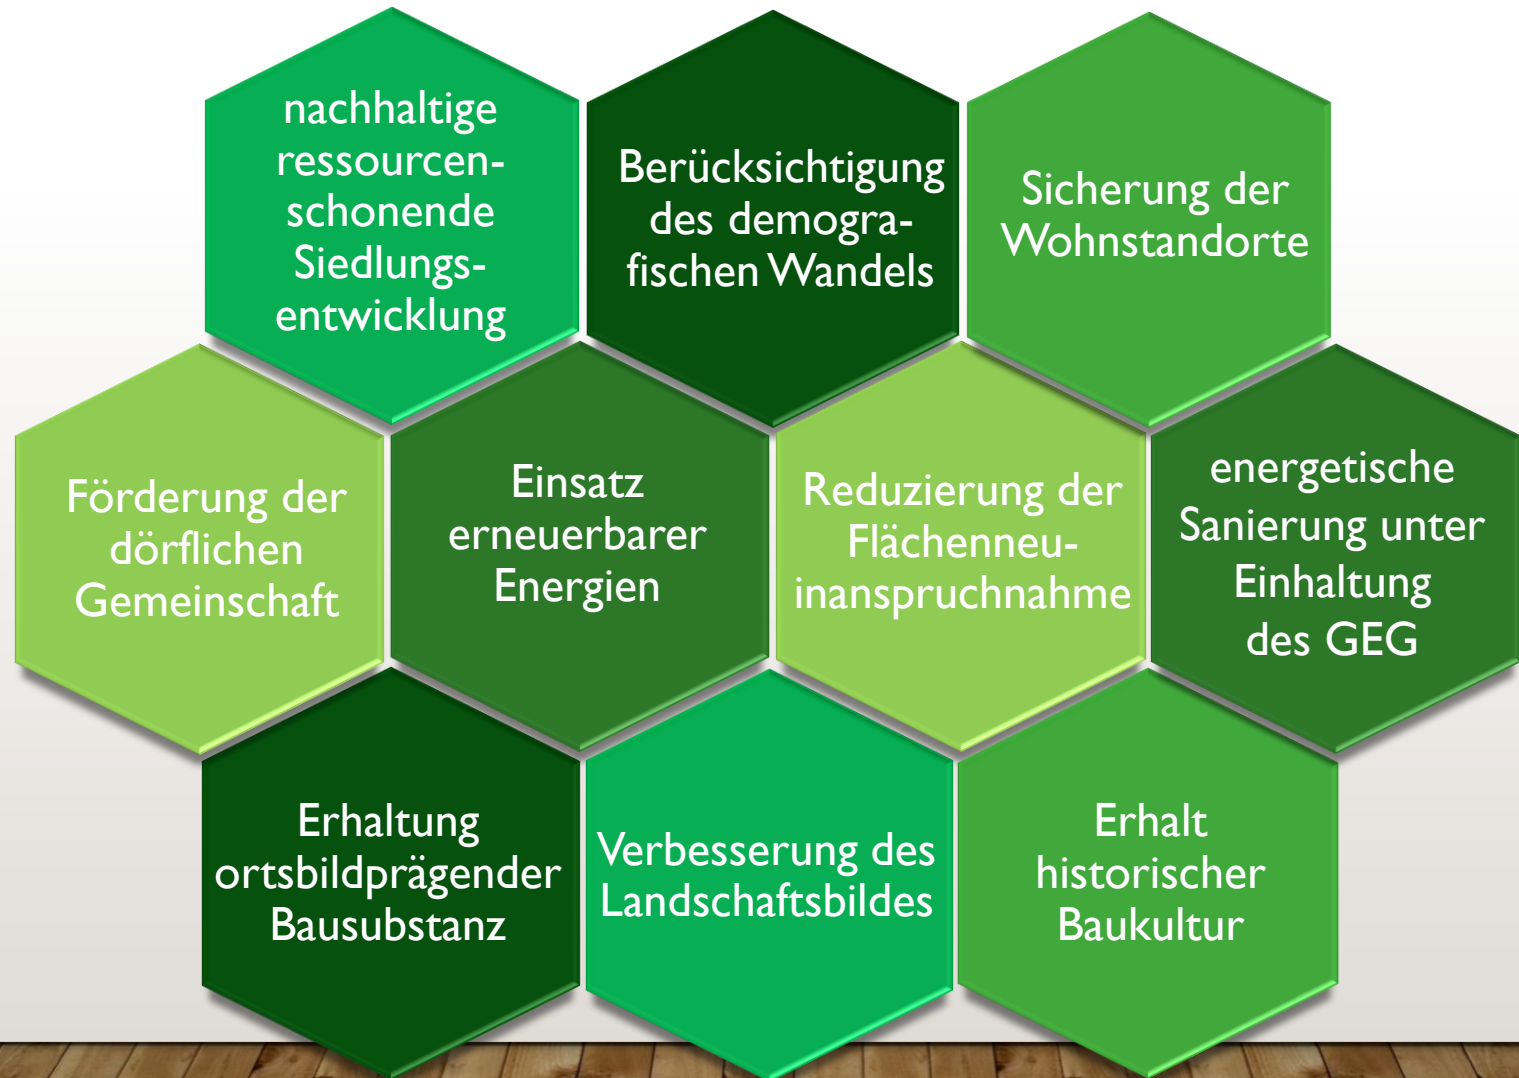 nachhaltige
ressourcen-
schonende
Siedlungs-
entwicklung
Berücksichtigung
des demogra-
fischen Wandels
Sicherung der
Wohnstandorte
Förderung der
dörflichen
Gemeinschaft
Einsatz
erneuerbarer
Energien
Reduzierung der
Flächenneu-
inanspruchnahme
energetische
Sanierung unter
Einhaltung
des GEG
Erhaltung
ortsbildprägender
Bausubstanz
Verbesserung des
Landschaftsbildes
Erhalt
historischer
Baukultur